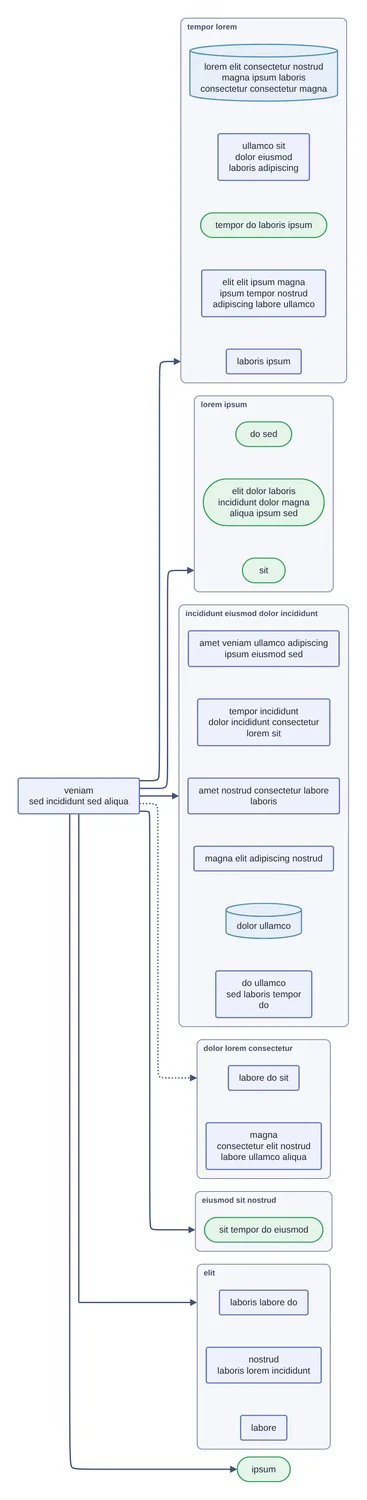 tempor lorem
lorem elit consectetur nostrud
magna ipsum laboris
consectetur consectetur magna
ullamco sit
dolor eiusmod
laboris adipiscing
tempor do laboris ipsum
elit elit ipsum magna
ipsum tempor nostrud
adipiscing labore ullamco
laboris ipsum
lorem ipsum
do sed
elit dolor laboris
incididunt dolor magna
aliqua ipsum sed
sit
incididunt eiusmod dolor incididunt
amet veniam ullamco adipiscing
ipsum eiusmod sed
tempor incididunt
dolor incididunt consectetur
lorem sit
veniam
sed incididunt sed aliqua
amet nostrud consectetur labore
laboris
magna elit adipiscing nostrud
dolor ullamco
do ullamco
sed laboris tempor
do
dolor lorem consectetur
labore do sit
magna
consectetur elit nostrud
labore ullamco aliqua
eiusmod sit nostrud
sit tempor do eiusmod
elit
laboris labore do
nostrud
laboris lorem incididunt
labore
ipsum